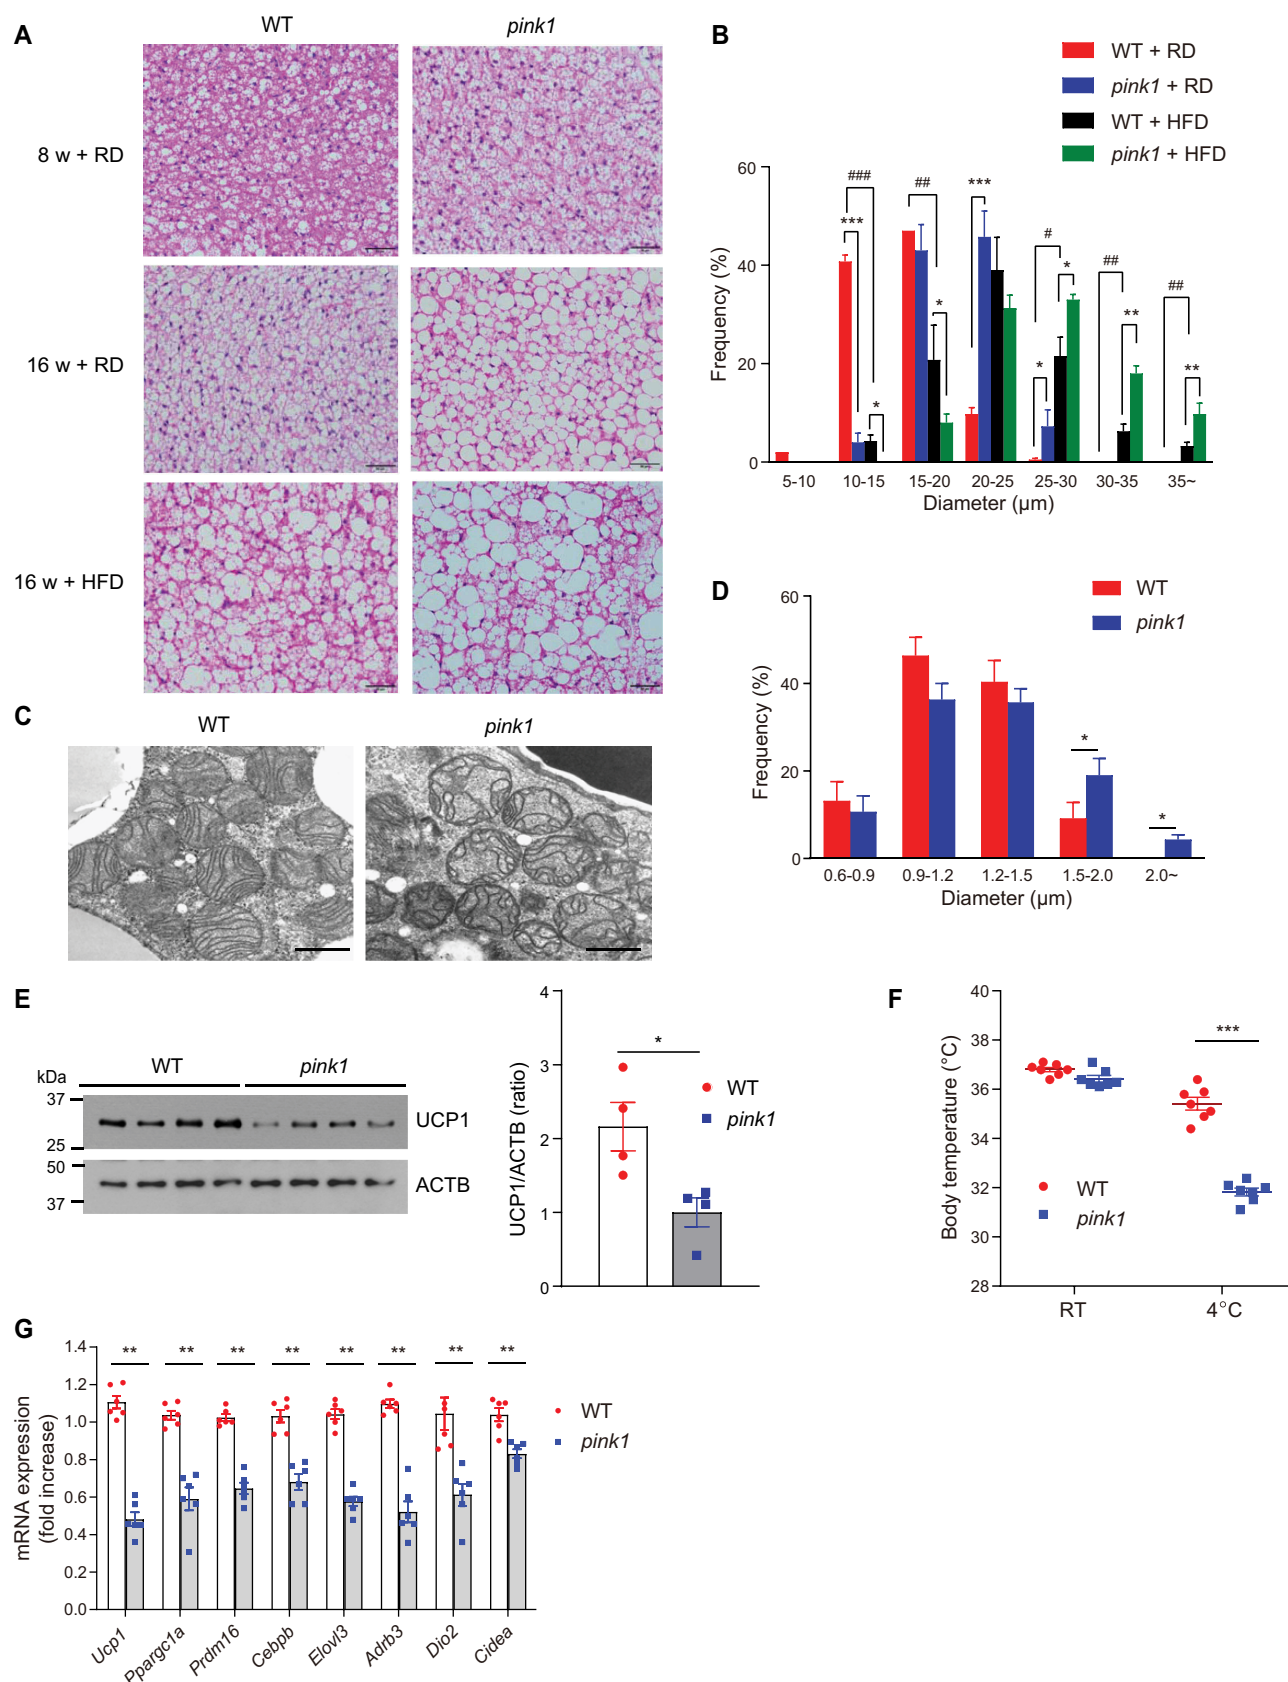 A
WT
pink1
8 w + RD
16 w + RD
16 w + HFD
B
WT + RD
pink1 + RD
WT + HFD
pink1 + HFD
Frequency (%)
60
40
20
0
###
***
*
##
*
***
#
*
*
##
**
##
**
5-10 10-15 15-20 20-25 25-30 30-35 35~
Diameter (µm)
C
WT
pink1
D
WT
pink1
Frequency (%)
60
40
20
0
*
*
0.6-0.9 0.9-1.2 1.2-1.5 1.5-2.0 2.0~
Diameter (µm)
E
WT
pink1
kDa
37
25
UCP1
50
37
ACTB
UCP1/ACTB (ratio)
4
3
2
1
0
*
WT
pink1
F
Body temperature (°C)
40
38
36
34
32
30
28
***
WT
pink1
RT 4°C
G
mRNA expression
(fold increase)
1.4
1.2
1.0
0.8
0.6
0.4
0.2
0.0
** ** ** ** ** ** ** **
WT
pink1
Ucp1 Ppargc1a Prdm16 Cebpb Elovl3 Adrb3 Dio2 Cidea